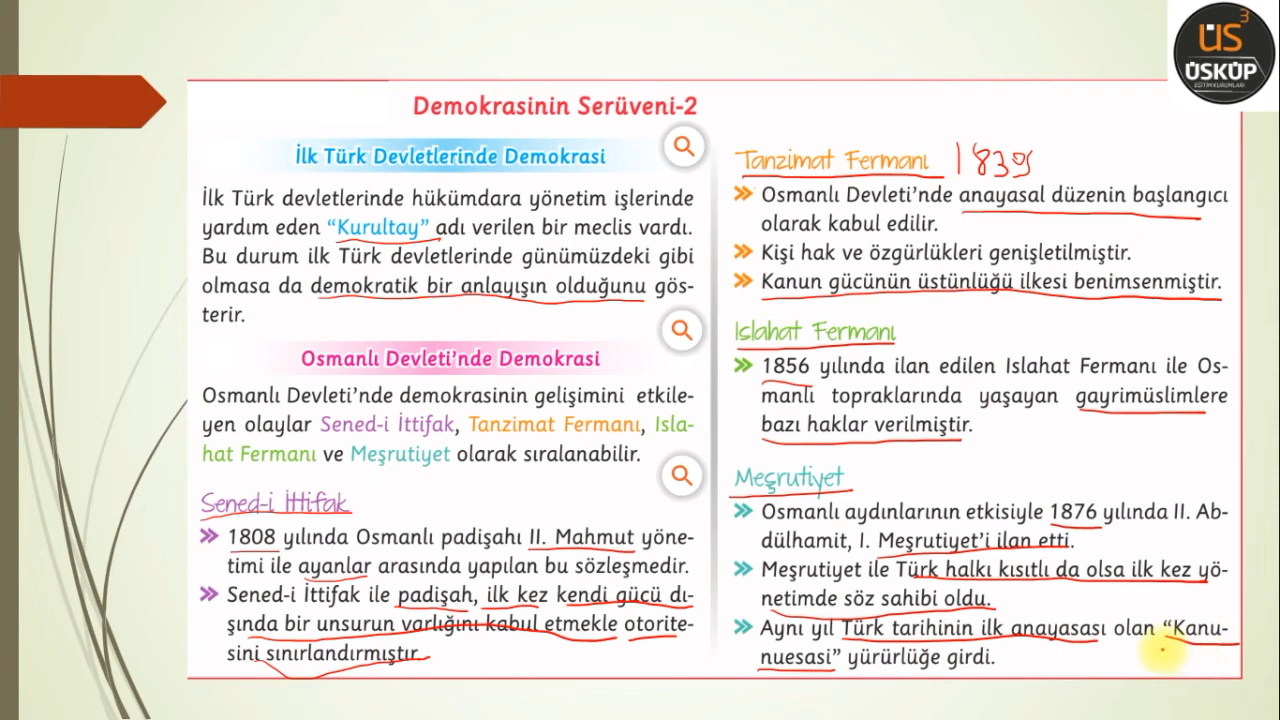 ÜS3
ÜSKÜP
EĞİTİM KURUMLARI
Demokrasinin Serüveni-2
İlk Türk Devletlerinde Demokrasi
İlk Türk devletlerinde hükümdara yönetim işlerinde
yardım eden “Kurultay” adı verilen bir meclis vardı.
Bu durum ilk Türk devletlerinde günümüzdeki gibi
olmasa da demokratik bir anlayışın olduğunu gös-
terir.
Osmanlı Devleti’nde Demokrasi
Osmanlı Devleti’nde demokrasinin gelişimini etkile-
yen olaylar Sened-i İttifak, Tanzimat Fermanı, Isla-
hat Fermanı ve Meşrutiyet olarak sıralanabilir.
Sened-i İttifak
1808 yılında Osmanlı padişahı II. Mahmut yöne-
timi ile ayanlar arasında yapılan bu sözleşmedir.
Sened-i İttifak ile padişah, ilk kez kendi gücü dı-
şında bir unsurun varlığını kabul etmekle otorite-
sini sınırlandırmıştır.
Tanzimat Fermanı 1839
Osmanlı Devleti’nde anayasal düzenin başlangıcı
olarak kabul edilir.
Kişi hak ve özgürlükleri genişletilmiştir.
Kanun gücünün üstünlüğü ilkesi benimsenmiştir.
Islahat Fermanı
1856 yılında ilan edilen Islahat Fermanı ile Os-
manlı topraklarında yaşayan gayrimüslimlere
bazı haklar verilmiştir.
Meşrutiyet
Osmanlı aydınlarının etkisiyle 1876 yılında II. Ab-
dülhamit, I. Meşrutiyet’i ilan etti.
Meşrutiyet ile Türk halkı kısıtlı da olsa ilk kez yö-
netimde söz sahibi oldu.
Aynı yıl Türk tarihinin ilk anayasası olan “Kanu-
nuesasi” yürürlüğe girdi.